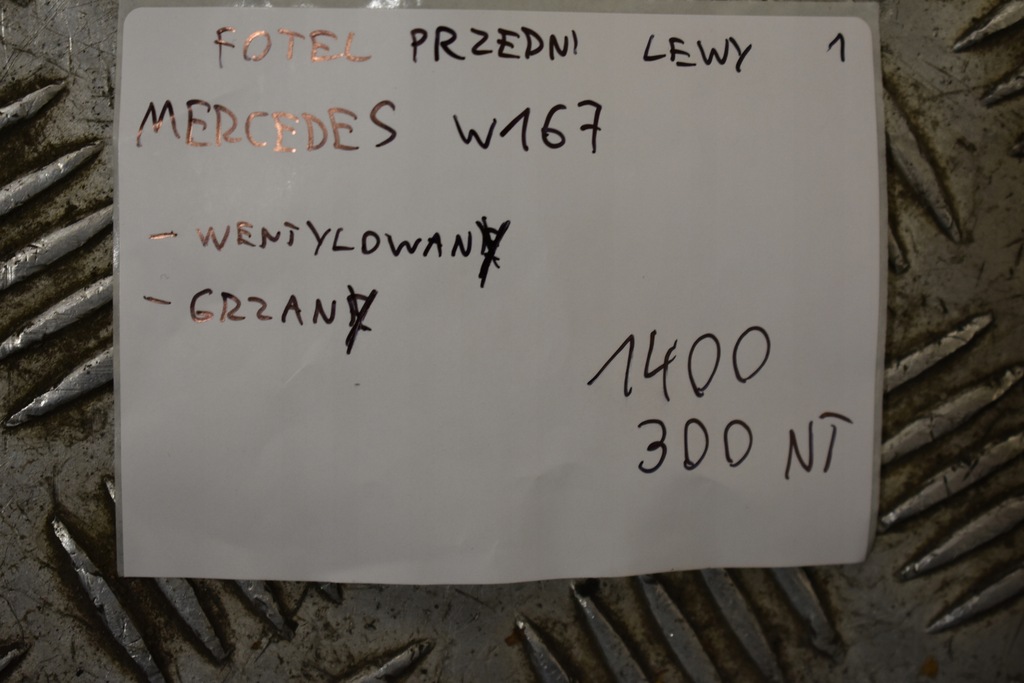 FOTEL PRZEDNI LEWY 1
MERCEDES W167
- WENTYLOWANY
- GRZANY
1400
300 NT